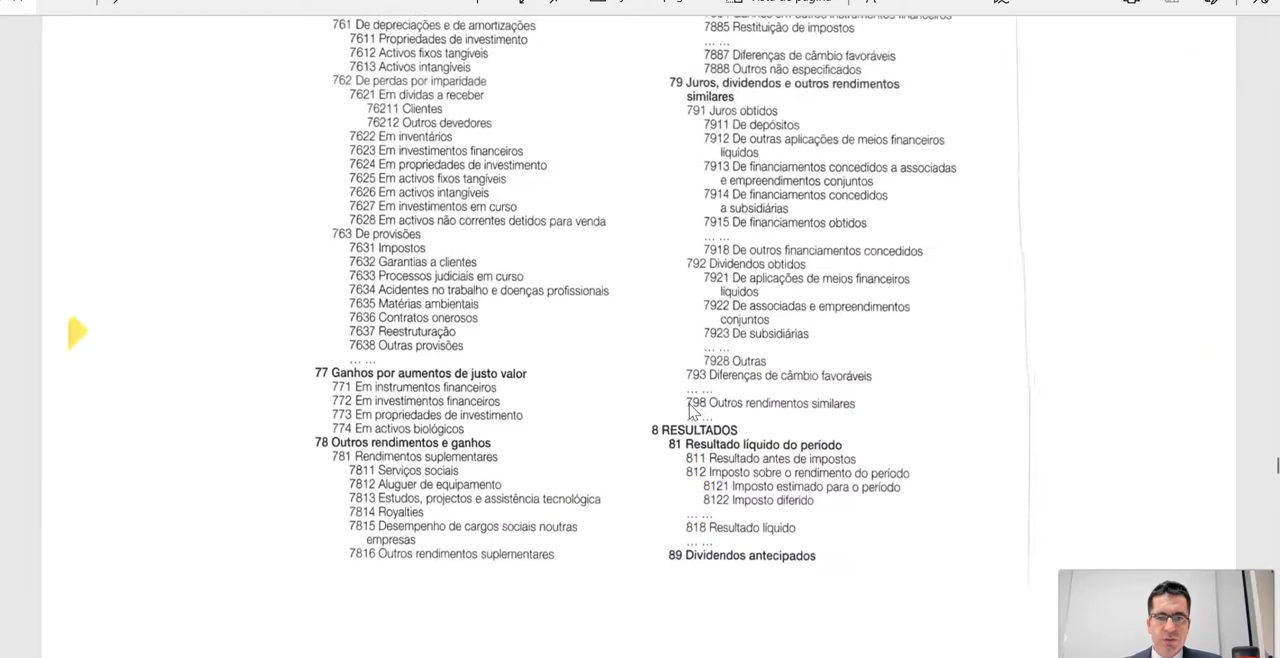 Vista de página
761 De depreciações e de amortizações
7611 Propriedades de investimento
7612 Activos fixos tangíveis
7613 Activos intangíveis
762 De perdas por imparidade
7621 Em dívidas a receber
76211 Clientes
76212 Outros devedores
7622 Em inventários
7623 Em investimentos financeiros
7624 Em propriedades de investimento
7625 Em activos fixos tangíveis
7626 Em activos intangíveis
7627 Em investimentos em curso
7628 Em activos não correntes detidos para venda
763 De provisões
7631 Impostos
7632 Garantias a clientes
7633 Processos judiciais em curso
7634 Acidentes no trabalho e doenças profissionais
7635 Matérias ambientais
7636 Contratos onerosos
7637 Reestruturação
7638 Outras provisões
... ...
77 Ganhos por aumentos de justo valor
771 Em instrumentos financeiros
772 Em investimentos financeiros
773 Em propriedades de investimento
774 Em activos biológicos
78 Outros rendimentos e ganhos
781 Rendimentos suplementares
7811 Serviços sociais
7812 Aluguer de equipamento
7813 Estudos, projectos e assistência tecnológica
7814 Royalties
7815 Desempenho de cargos sociais noutras
empresas
7816 Outros rendimentos suplementares
7885 Restituição de impostos
... ...
7887 Diferenças de câmbio favoráveis
7888 Outros não especificados
79 Juros, dividendos e outros rendimentos
similares
791 Juros obtidos
7911 De depósitos
7912 De outras aplicações de meios financeiros
líquidos
7913 De financiamentos concedidos a associadas
e empreendimentos conjuntos
7914 De financiamentos concedidos
a subsidiárias
7915 De financiamentos obtidos
... ...
7918 De outros financiamentos concedidos
792 Dividendos obtidos
7921 De aplicações de meios financeiros
líquidos
7922 De associadas e empreendimentos
conjuntos
7923 De subsidiárias
... ...
7928 Outras
793 Diferenças de câmbio favoráveis
... ...
798 Outros rendimentos similares
...
8 RESULTADOS
81 Resultado líquido do período
811 Resultado antes de impostos
812 Imposto sobre o rendimento do período
8121 Imposto estimado para o período
8122 Imposto diferido
... ...
818 Resultado líquido
... ...
89 Dividendos antecipados